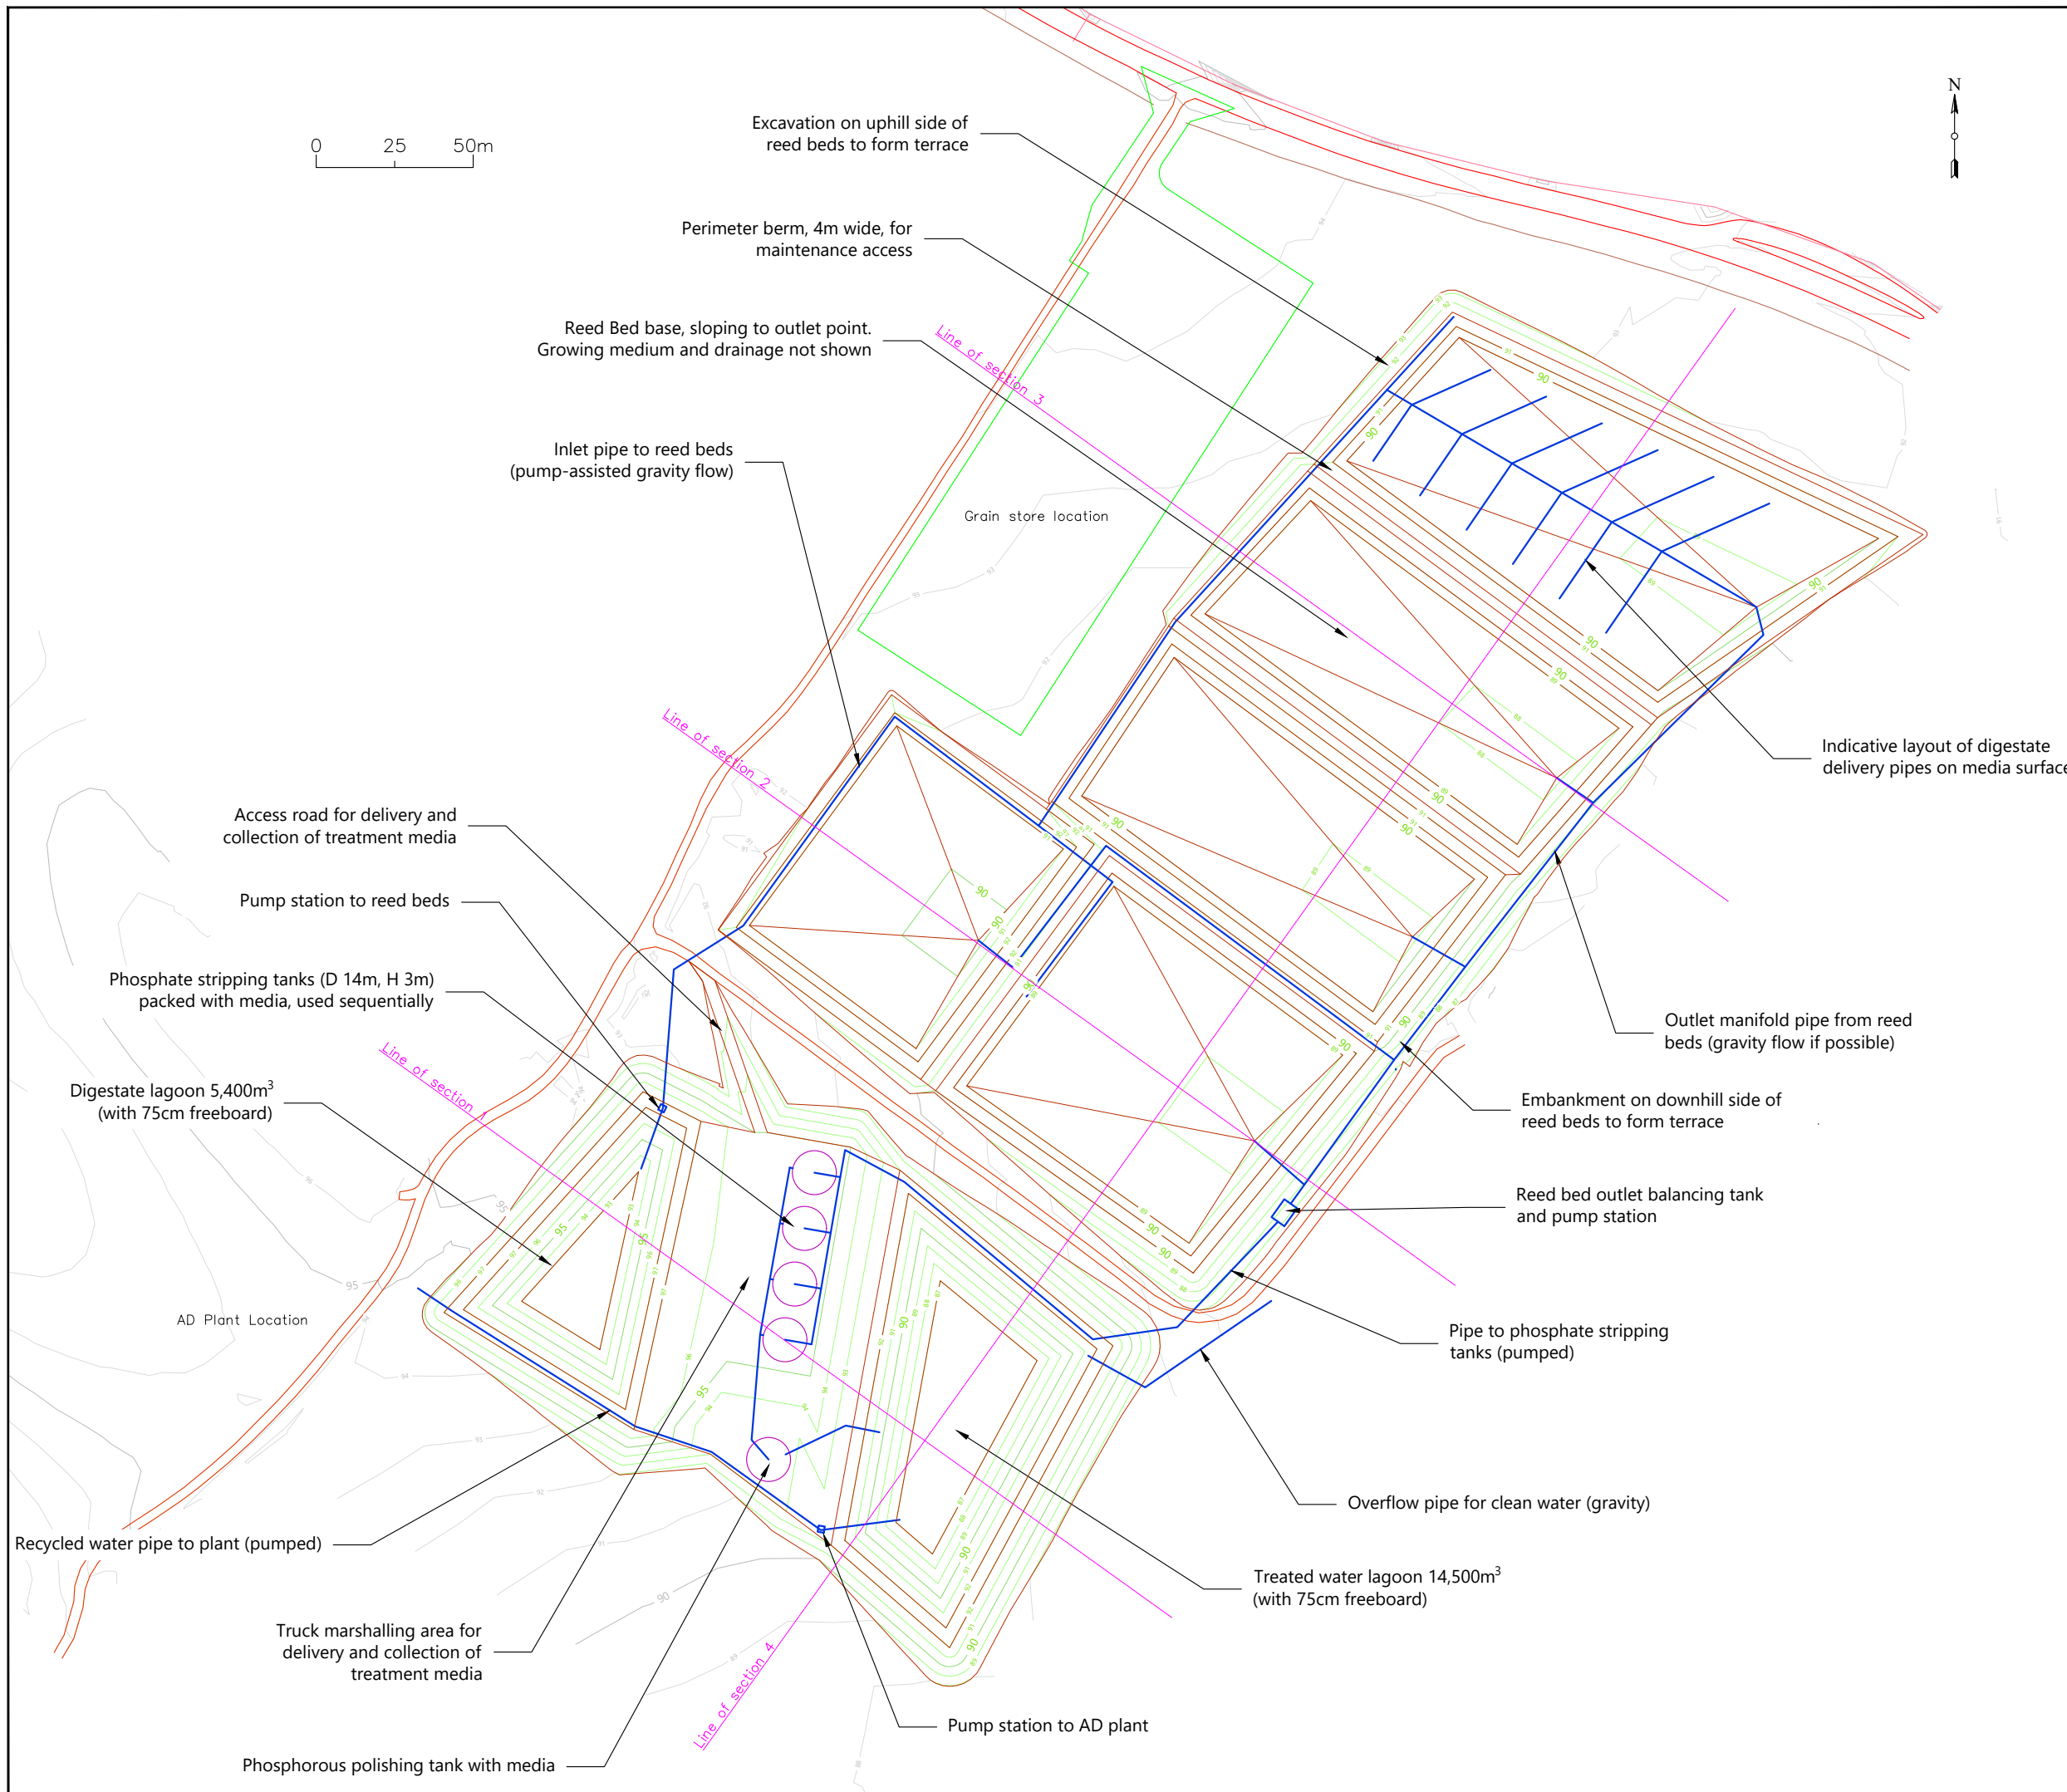 N
0 25 50m
Excavation on uphill side of
reed beds to form terrace
Perimeter berm, 4m wide, for
maintenance access
Reed Bed base, sloping to outlet point.
Growing medium and drainage not shown
Line of section 3
Inlet pipe to reed beds
(pump-assisted gravity flow)
Grain store location
Line of section 2
Indicative layout of digestate
delivery pipes on media surface
Access road for delivery and
collection of treatment media
Pump station to reed beds
Phosphate stripping tanks (D 14m, H 3m)
packed with media, used sequentially
Outlet manifold pipe from reed
beds (gravity flow if possible)
Line of section 1
Digestate lagoon 5,400m³
(with 75cm freeboard)
Embankment on downhill side of
reed beds to form terrace
Reed bed outlet balancing tank
and pump station
AD Plant Location
Pipe to phosphate stripping
tanks (pumped)
Overflow pipe for clean water (gravity)
Recycled water pipe to plant (pumped)
Treated water lagoon 14,500m³
(with 75cm freeboard)
Truck marshalling area for
delivery and collection of
treatment media
Line of section 4
Pump station to AD plant
Phosphorous polishing tank with media